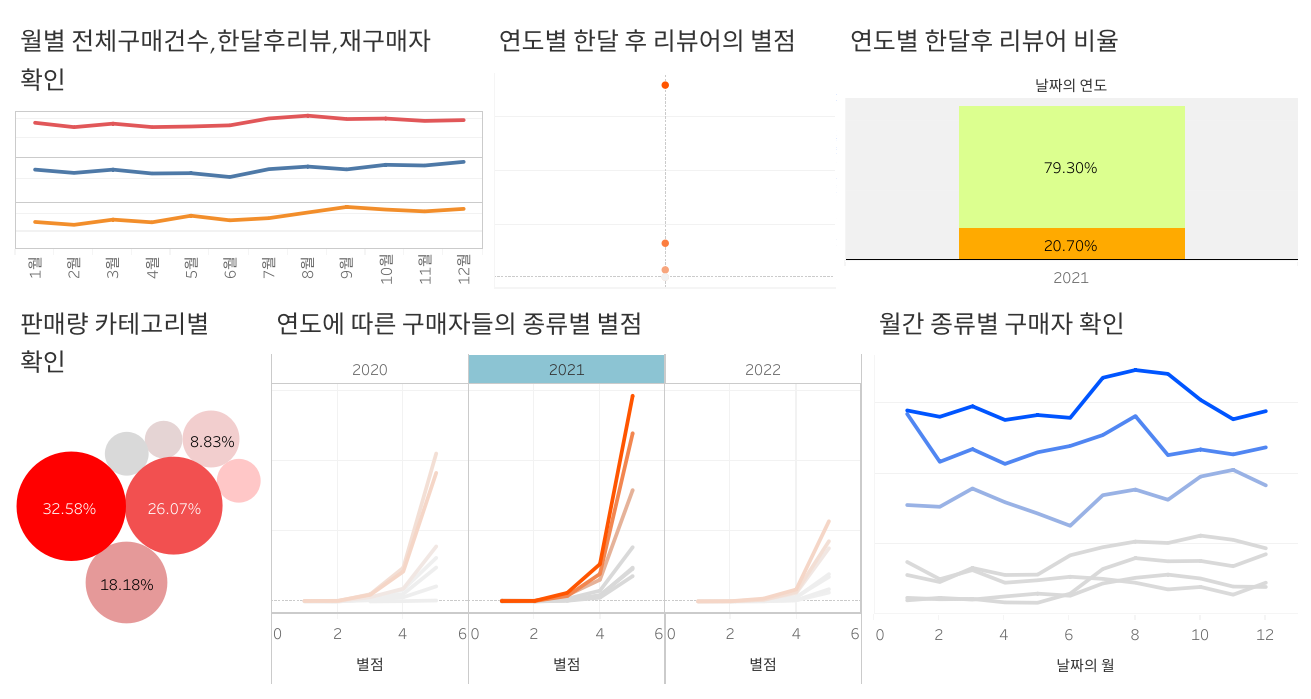 월별 전체구매건수,한달후리뷰,재구매자
확인
1월 2월 3월 4월 5월 6월 7월 8월 9월 10월 11월 12월
연도별 한달 후 리뷰어의 별점
연도별 한달후 리뷰어 비율
날짜의 연도
79.30%
20.70%
2021
판매량 카테고리별
확인
8.83%
32.58%
26.07%
18.18%
연도에 따른 구매자들의 종류별 별점
2020 2021 2022
0 2 4 6 0 2 4 6 0 2 4 6
별점 별점 별점
월간 종류별 구매자 확인
0 2 4 6 8 10 12
날짜의 월